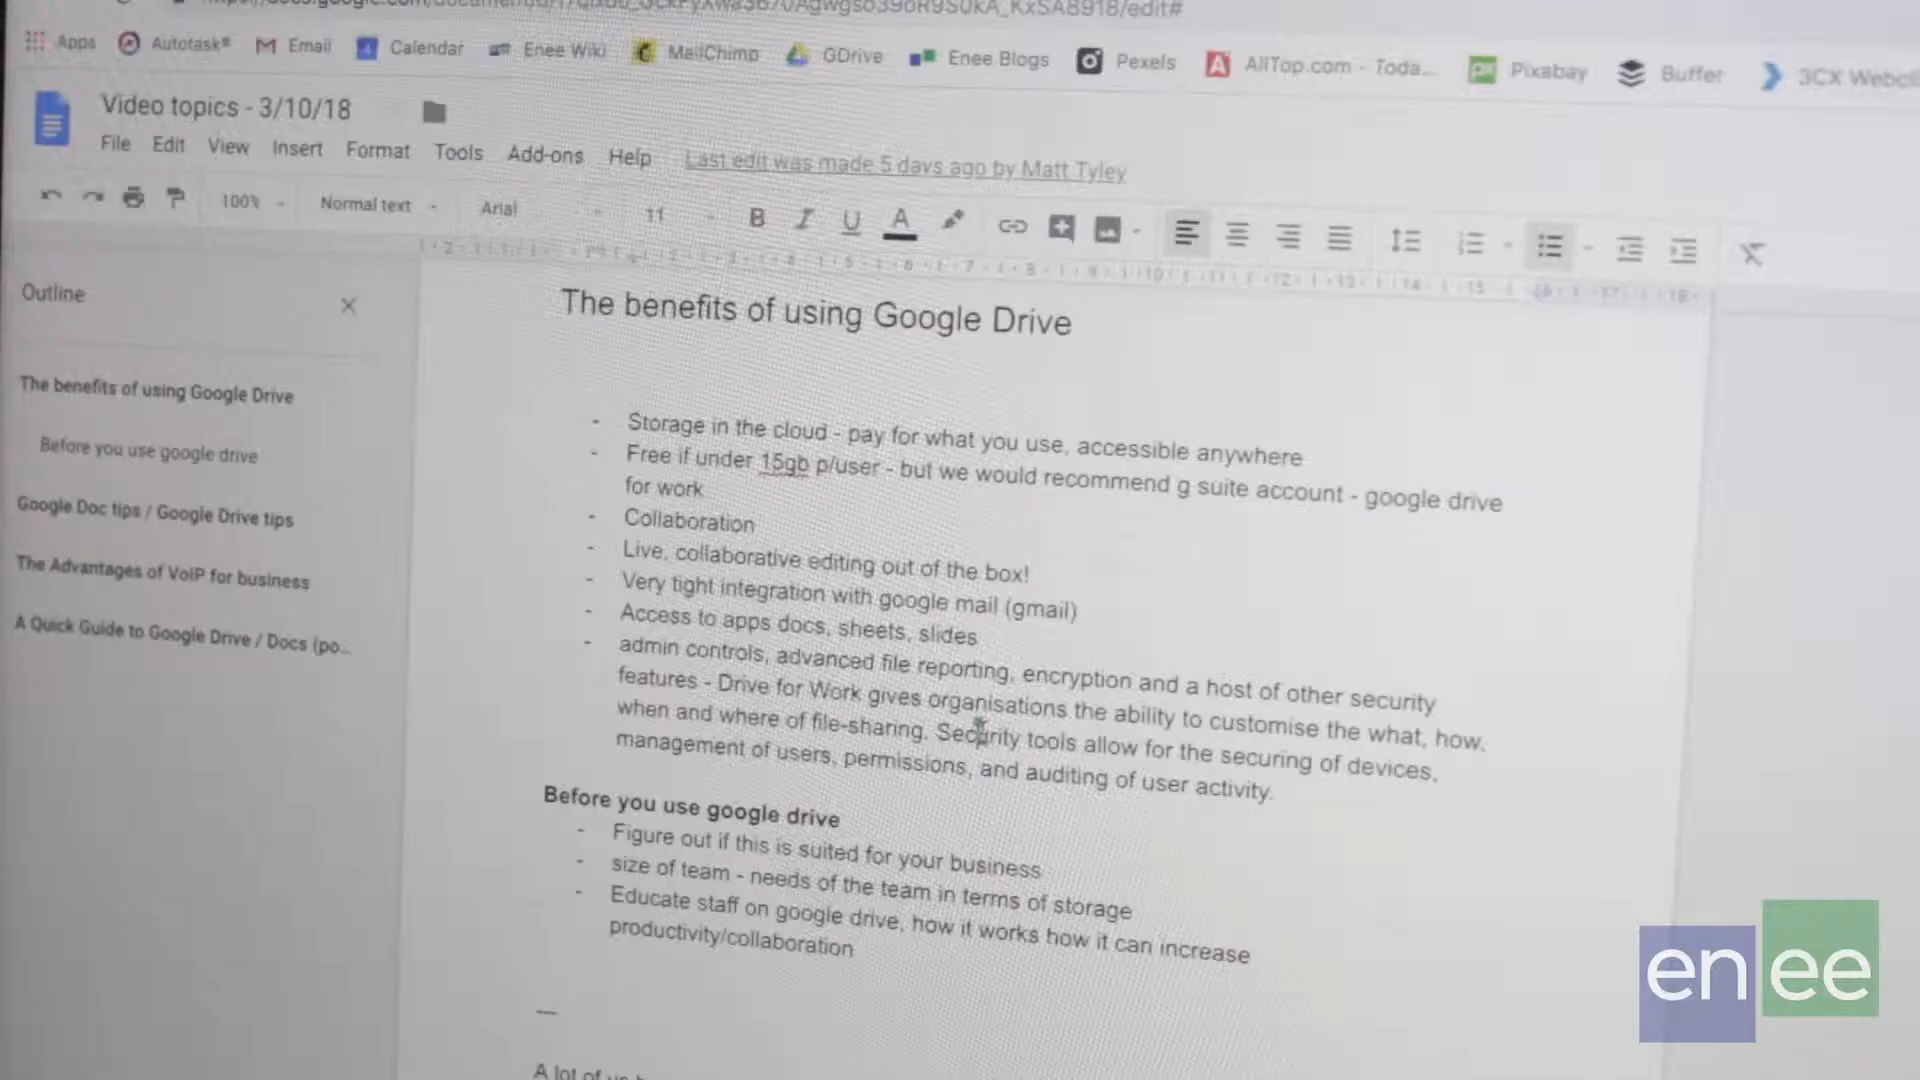 Apps Autotask® Email Calendar Enee Wiki MailChimp GDrive Enee Blogs Pexels AllTop.com - Toda... Pixabay Buffer 3CX
Video topics - 3/10/18
File Edit View Insert Format Tools Add-ons Help Last edit was made 5 days ago by Matt Tyley
100% Normal text Arial 11 B I U A
Outline
The benefits of using Google Drive
Before you use google drive
Google Doc tips / Google Drive tips
The Advantages of VoIP for business
A Quick Guide to Google Drive / Docs (po...
The benefits of using Google Drive
- Storage in the cloud - pay for what you use, accessible anywhere
- Free if under 15gb p/user - but we would recommend g suite account - google drive
for work
- Collaboration
- Live, collaborative editing out of the box!
- Very tight integration with google mail (gmail)
- Access to apps docs, sheets, slides
- admin controls, advanced file reporting, encryption and a host of other security
features - Drive for Work gives organisations the ability to customise the what, how,
when and where of file-sharing. Security tools allow for the securing of devices,
management of users, permissions, and auditing of user activity.
Before you use google drive
- Figure out if this is suited for your business
- size of team - needs of the team in terms of storage
- Educate staff on google drive, how it works how it can increase
productivity/collaboration
—
A lot of us
enee